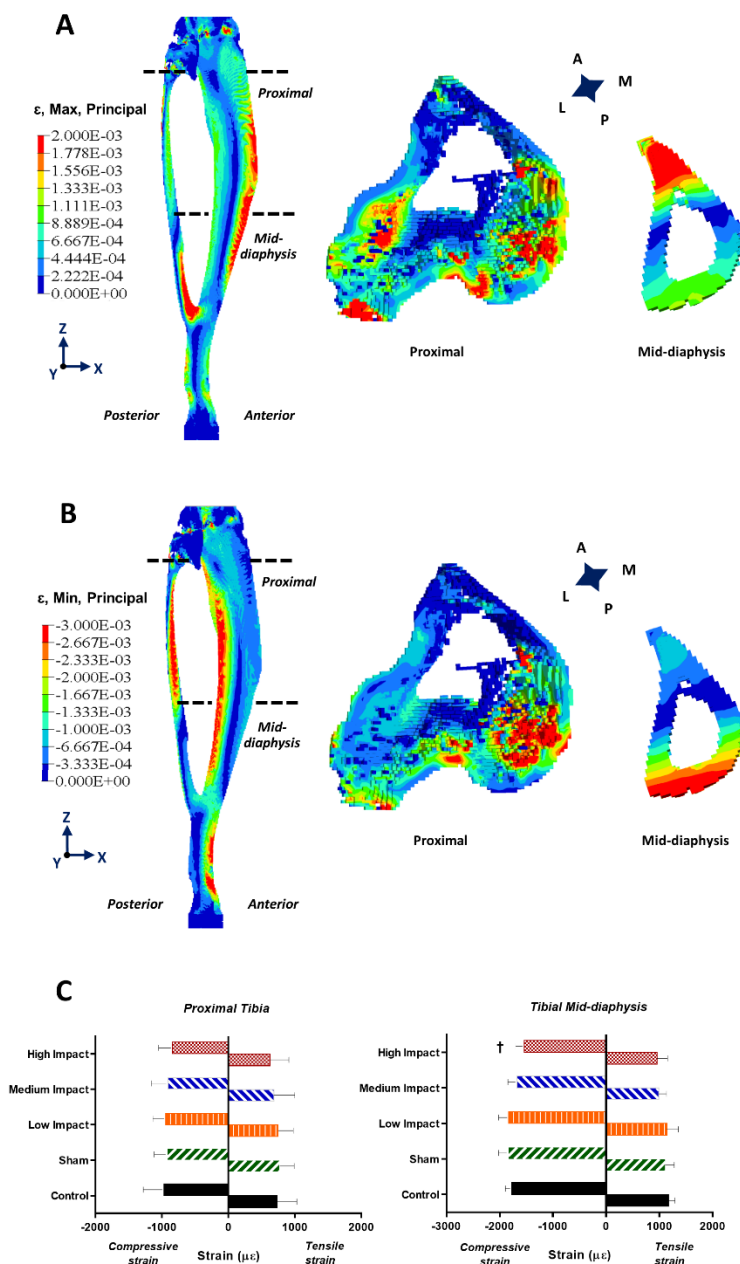 A
A
Proximal
M
L
P
ε, Max, Principal
2.000E-03
1.778E-03
1.556E-03
1.333E-03
1.111E-03
8.889E-04
6.667E-04
4.444E-04
2.222E-04
0.000E+00
Mid-
diaphysis
Z
Y X
Proximal
Mid-diaphysis
Posterior
Anterior
B
A
Proximal
M
L
P
ε, Min, Principal
-3.000E-03
-2.667E-03
-2.333E-03
-2.000E-03
-1.667E-03
-1.333E-03
-1.000E-03
-6.667E-04
-3.333E-04
0.000E+00
Mid-
diaphysis
Z
Y X
Proximal
Mid-diaphysis
Posterior
Anterior
C
Proximal Tibia
High Impact
Medium Impact
Low Impact
Sham
Control
-2000 -1000 0 1000 2000
Compressive
strain
Strain (με)
Tensile
strain
Tibial Mid-diaphysis
†
High Impact
Medium Impact
Low Impact
Sham
Control
-3000 -2000 -1000 0 1000 2000
Compressive
strain
Strain (με)
Tensile
strain